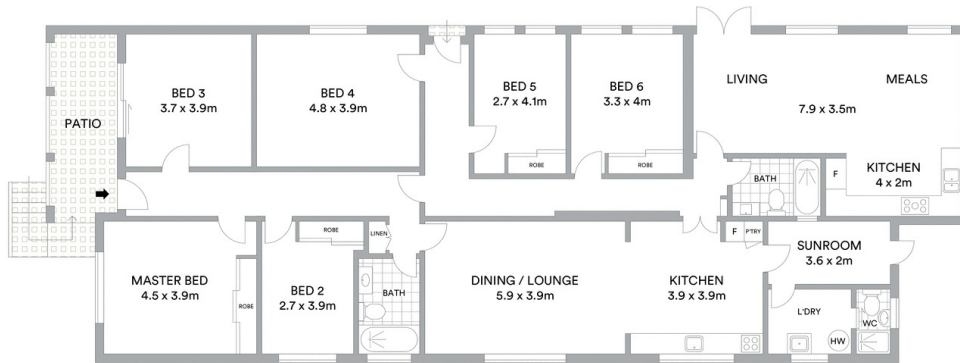 BED 3
3.7 x 3.9m
BED 4
4.8 x 3.9m
BED 5
2.7 x 4.1m
BED 6
3.3 x 4m
LIVING
MEALS
7.9 x 3.5m
PATIO
ROBE
ROBE
BATH
F
KITCHEN
4 x 2m
MASTER BED
4.5 x 3.9m
ROBE
ROBE
BED 2
2.7 x 3.9m
LINEN
BATH
DINING / LOUNGE
5.9 x 3.9m
KITCHEN
3.9 x 3.9m
F
P'TRY
SUNROOM
3.6 x 2m
L'DRY
HW
WC